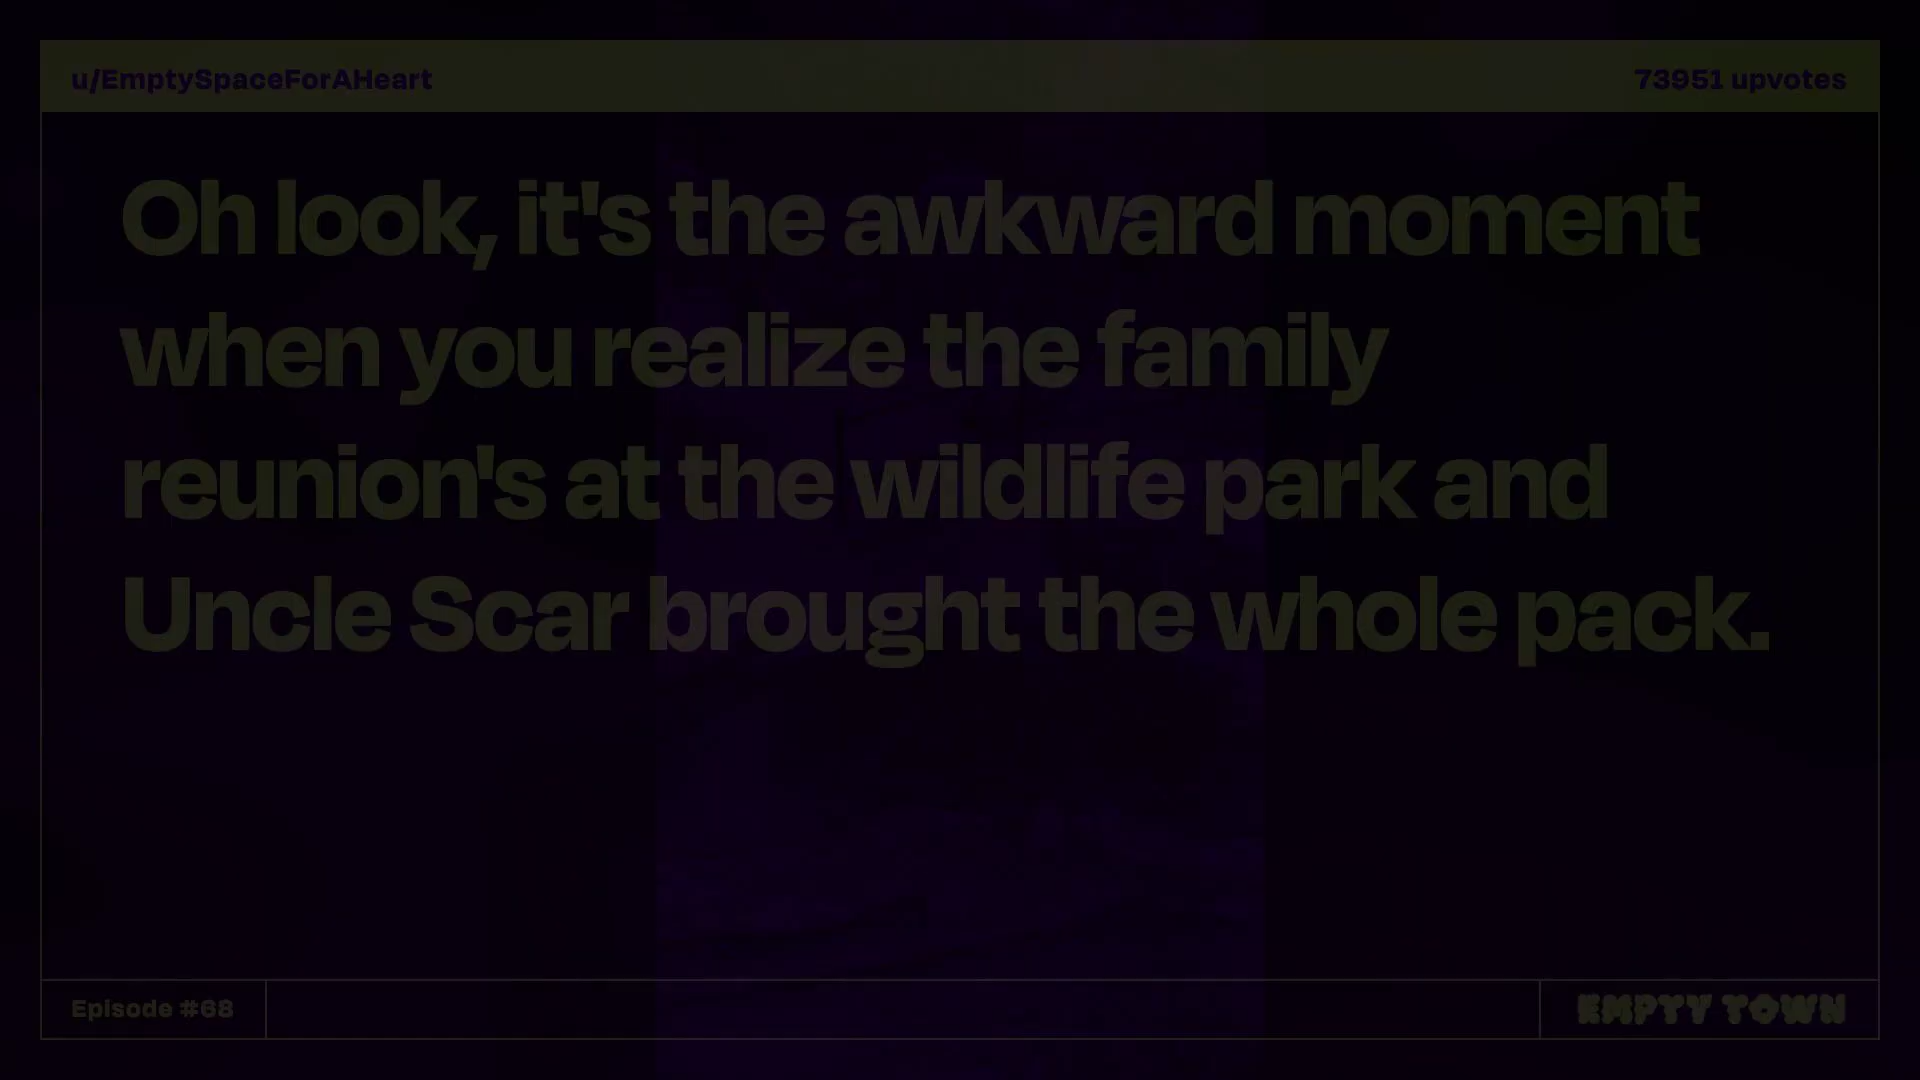 u/EmptySpaceForAHeart
73951 upvotes
Oh look, it's the awkward moment
when you realize the family
reunion's at the wildlife park and
Uncle Scar brought the whole pack.
Episode #68
EMPTY TOWN